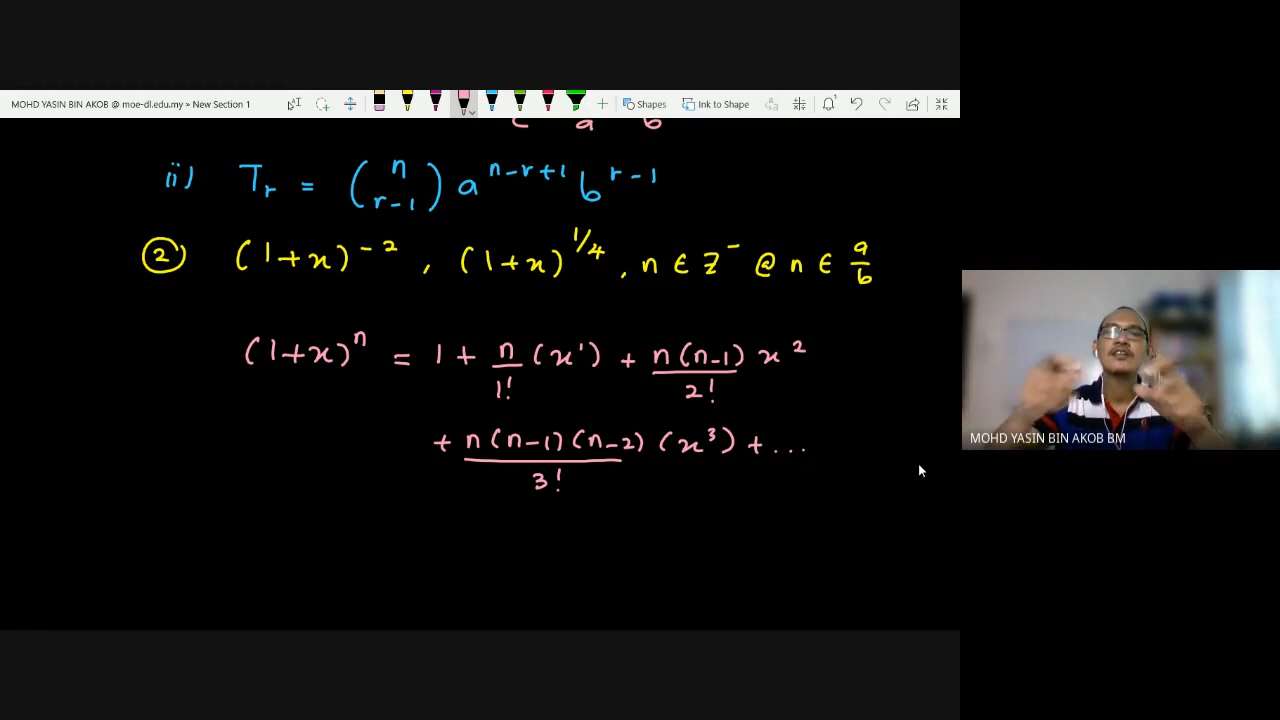 MOHD YASIN BIN AKOB @ moe-dl.edu.my » New Section 1
Shapes
Ink to Shape
ii) Tᵣ = (n r-1) a^(n-r+1) b^(r-1)
② (1+x)^-2 , (1+x)^1/4 , n ∈ Z⁻ @ n ∈ a/b
(1+x)^n = 1 + n/1! (x¹) + n(n-1)/2! x²
+ n(n-1)(n-2)/3! (x³) + ...
MOHD YASIN BIN AKOB BM